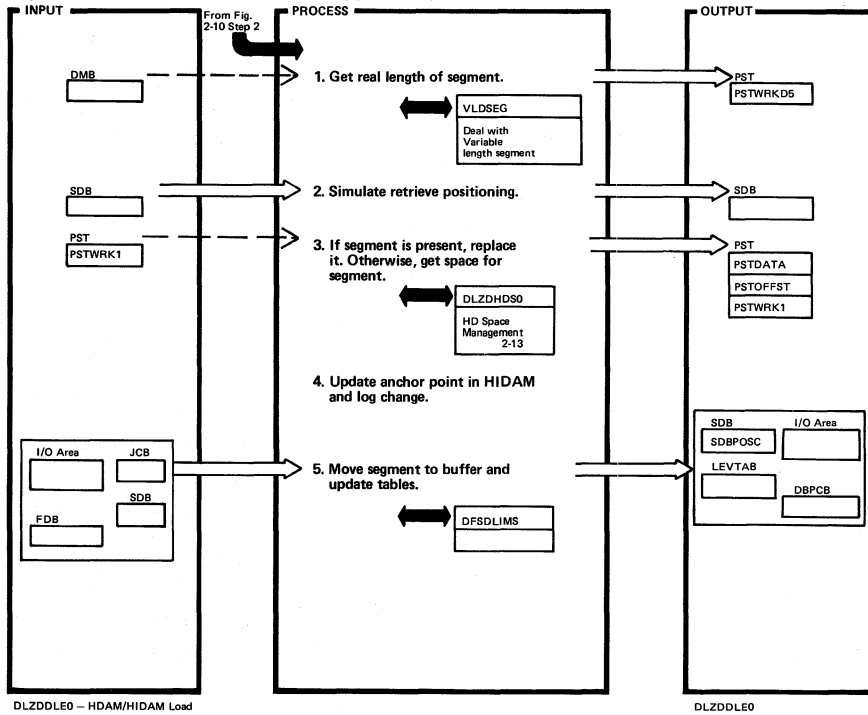 INPUT
From Fig.
2-10 Step 2
PROCESS
OUTPUT
DMB
1. Get real length of segment.
PST
PSTWRKD5
VLDSEG
Deal with
Variable
length segment
SDB
2. Simulate retrieve positioning.
SDB
PST
PSTWRK1
3. If segment is present, replace
it. Otherwise, get space for
segment.
PST
PSTDATA
PSTOFFST
PSTWRK1
DLZDHDS0
HD Space
Management
2-13
4. Update anchor point in HIDAM
and log change.
I/O Area
JCB
SDB
FDB
5. Move segment to buffer and
update tables.
SDB
SDBPOSC
I/O Area
LEVTAB
DBPCB
DFSDLIMS
DLZDDLE0 — HDAM/HIDAM Load
DLZDDLE0